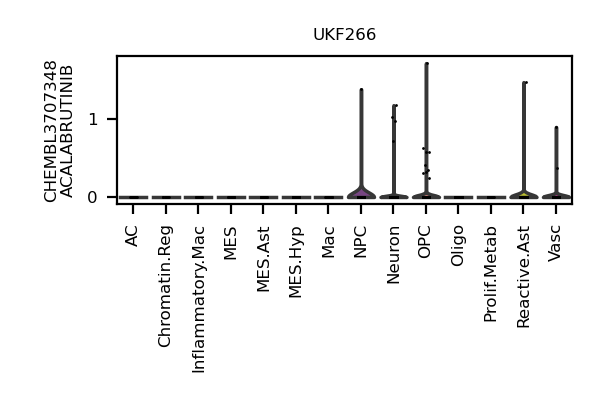 UKF266
CHEMBL3707348
ACALABRUTINIB
1
0
AC
Chromatin.Reg
Inflammatory.Mac
MES
MES.Ast
MES.Hyp
Mac
NPC
Neuron
OPC
Oligo
Prolif.Metab
Reactive.Ast
Vasc